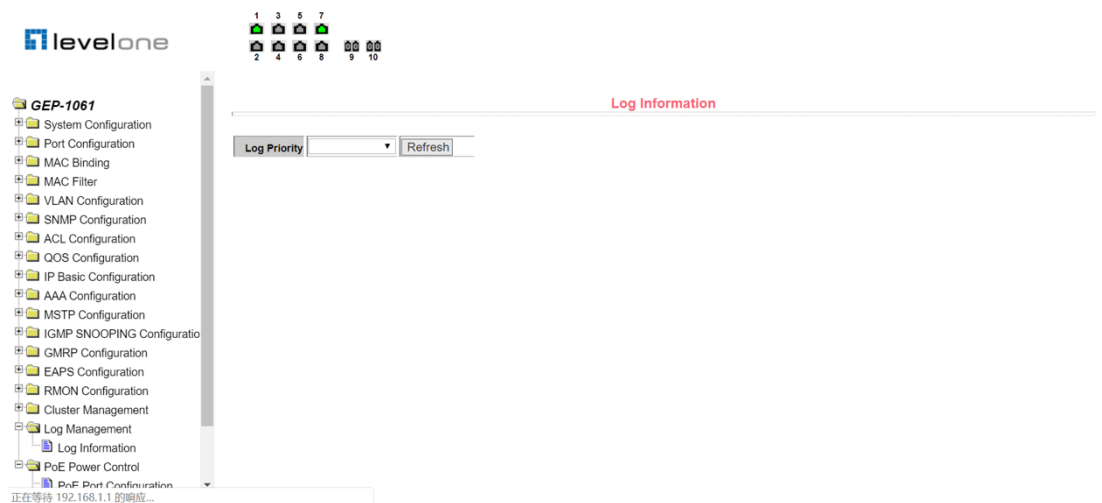 levelone
1 3 5 7
2 4 6 8 9 10
GEP-1061
System Configuration
Port Configuration
MAC Binding
MAC Filter
VLAN Configuration
SNMP Configuration
ACL Configuration
QOS Configuration
IP Basic Configuration
AAA Configuration
MSTP Configuration
IGMP SNOOPING Configuratio
GMRP Configuration
EAPS Configuration
RMON Configuration
Cluster Management
Log Management
Log Information
PoE Power Control
PoE Port Configuration
正在等待 192.168.1.1 的响应...
Log Information
Log Priority Refresh